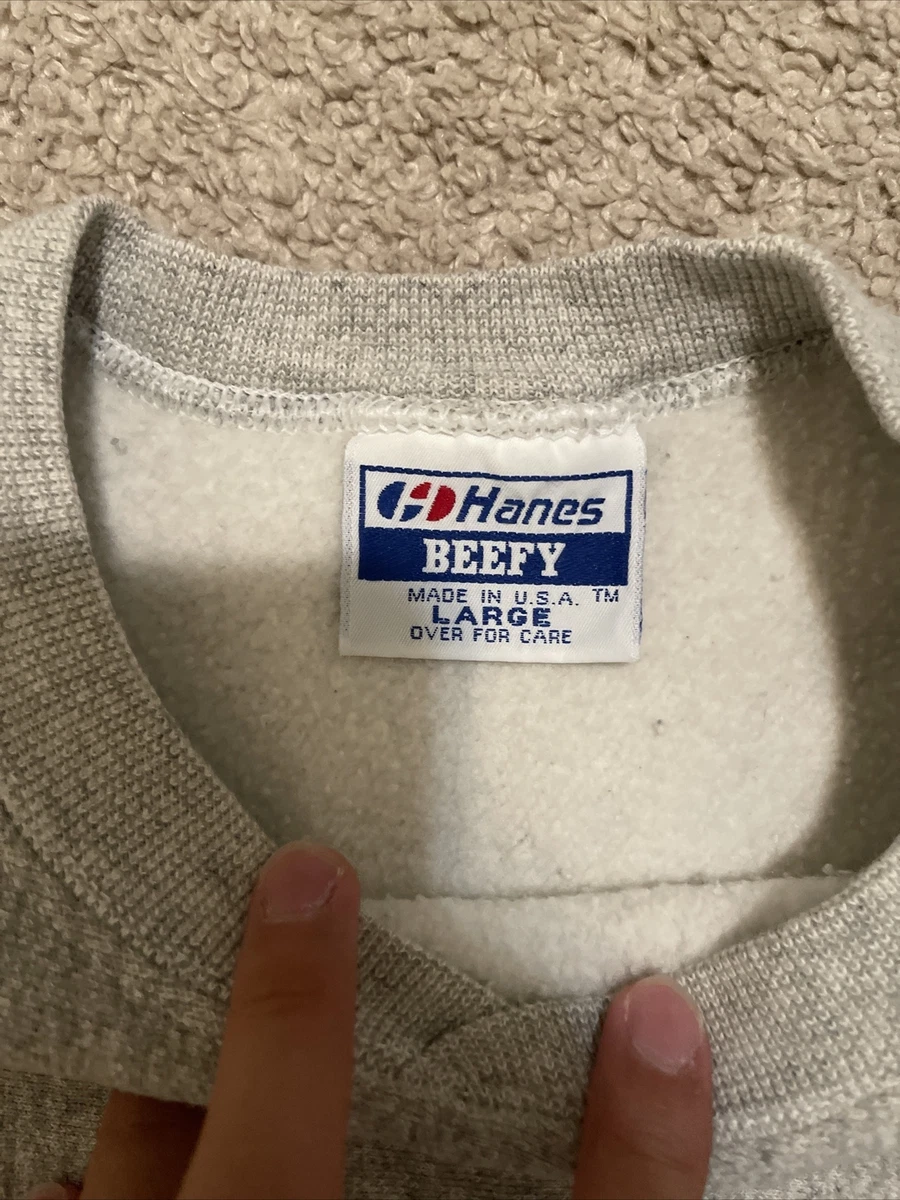 Hanes
BEEFY
MADE IN U.S.A. TM
LARGE
OVER FOR CARE